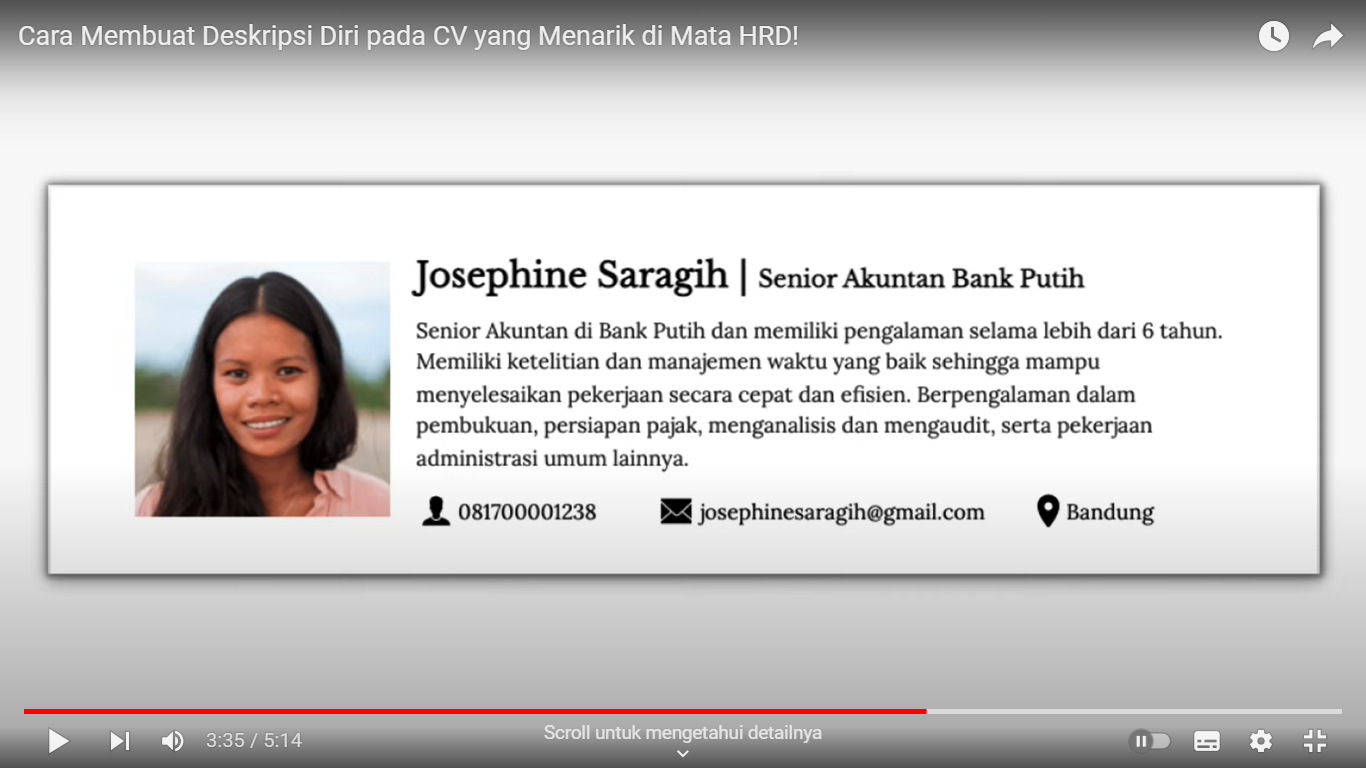 Cara Membuat Deskripsi Diri pada CV yang Menarik di Mata HRD!
Josephine Saragih | Senior Akuntan Bank Putih
Senior Akuntan di Bank Putih dan memiliki pengalaman selama lebih dari 6 tahun.
Memiliki ketelitian dan manajemen waktu yang baik sehingga mampu
menyelesaikan pekerjaan secara cepat dan efisien. Berpengalaman dalam
pembukuan, persiapan pajak, menganalisis dan mengaudit, serta pekerjaan
administrasi umum lainnya.
081700001238 josephinesaragih@gmail.com Bandung
3:35 / 5:14 Scroll untuk mengetahui detailnya